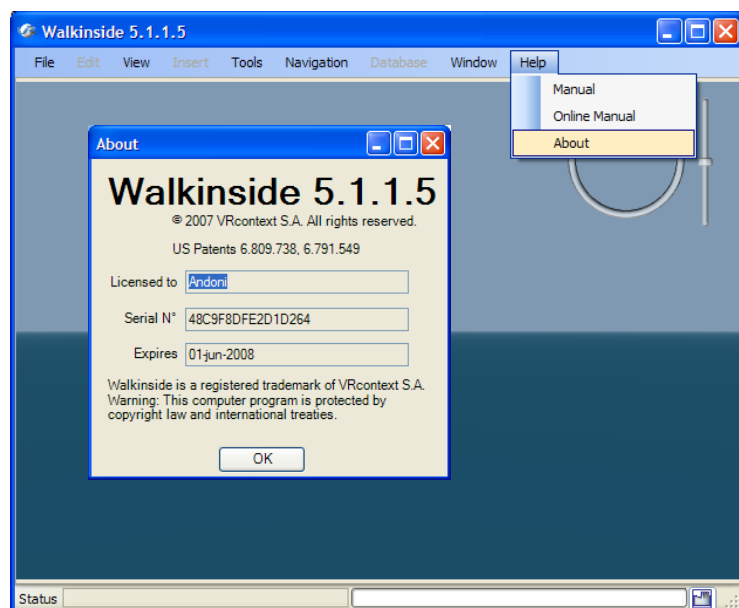 Walkinside 5.1.1.5
File Edit View Insert Tools Navigation Database Window Help
Manual
Online Manual
About
About
Walkinside 5.1.1.5
© 2007 VRcontext S.A. All rights reserved.
US Patents 6.809.738, 6.791.549
Licensed to Andoni
Serial N° 48C9F8DFE2D1D264
Expires 01-jun-2008
Walkinside is a registered trademark of VRcontext S.A.
Warning: This computer program is protected by
copyright law and international treaties.
OK
Status